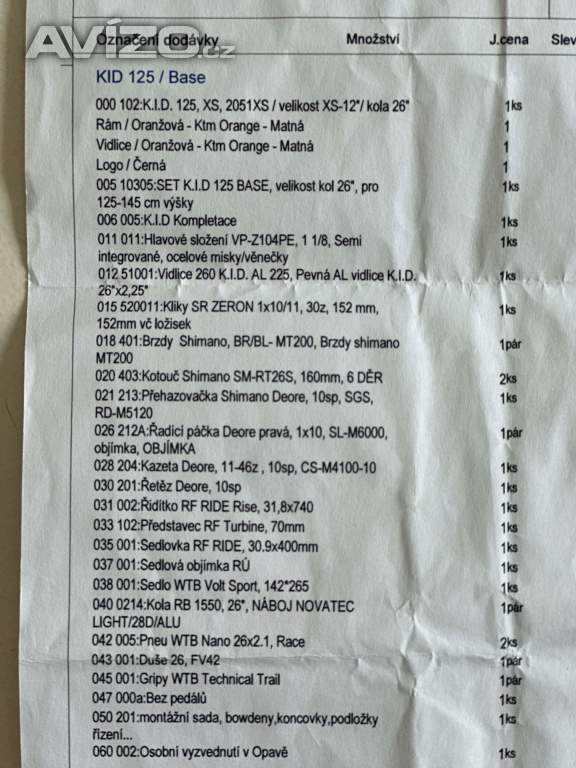 Avízo.cz
Označení dodávky Množství J.cena Slev
KID 125 / Base
000 102:K.I.D. 125, XS, 2051XS / velikost XS-12"/ kola 26" 1ks
Rám / Oranžová - Ktm Orange - Matná 1
Vidlice / Oranžová - Ktm Orange - Matná 1
Logo / Černá 1
005 10305:SET K.I.D 125 BASE, velikost kol 26", pro 1ks
125-145 cm výšky
006 005:K.I.D Kompletace 1ks
011 011:Hlavové složení VP-Z104PE, 1 1/8, Semi 1ks
integrované, ocelové misky/věnečky
012 51001:Vidlice 260 K.I.D. AL 225, Pevná AL vidlice K.I.D. 1ks
26"x2,25"
015 520011:Kliky SR ZERON 1x10/11, 30z, 152 mm, 1ks
152mm vč ložisek
018 401:Brzdy Shimano, BR/BL- MT200, Brzdy shimano 1pár
MT200
020 403:Kotouč Shimano SM-RT26S, 160mm, 6 DĚR 2ks
021 213:Přehazovačka Shimano Deore, 10sp, SGS, 1ks
RD-M5120
026 212A:Řadící páčka Deore pravá, 1x10, SL-M6000, 1pár
objímka, OBJÍMKA
028 204:Kazeta Deore, 11-46z , 10sp, CS-M4100-10 1ks
030 201:Řetěz Deore, 10sp 1ks
031 002:Řidítko RF RIDE Rise, 31,8x740 1ks
033 102:Představec RF Turbine, 70mm 1ks
035 001:Sedlovka RF RIDE, 30.9x400mm 1ks
037 001:Sedlová objímka RÚ 1ks
038 001:Sedlo WTB Volt Sport, 142*265 1ks
040 0214:Kola RB 1550, 26", NÁBOJ NOVATEC 1pár
LIGHT/28D/ALU
042 005:Pneu WTB Nano 26x2.1, Race 2ks
043 001:Duše 26, FV42 1pár
045 001:Gripy WTB Technical Trail 1pár
047 000a:Bez pedálů 1ks
050 201:montážní sada, bowdeny,koncovky,podložky 1ks
řízení...
060 002:Osobní vyzvednutí v Opavě 1ks